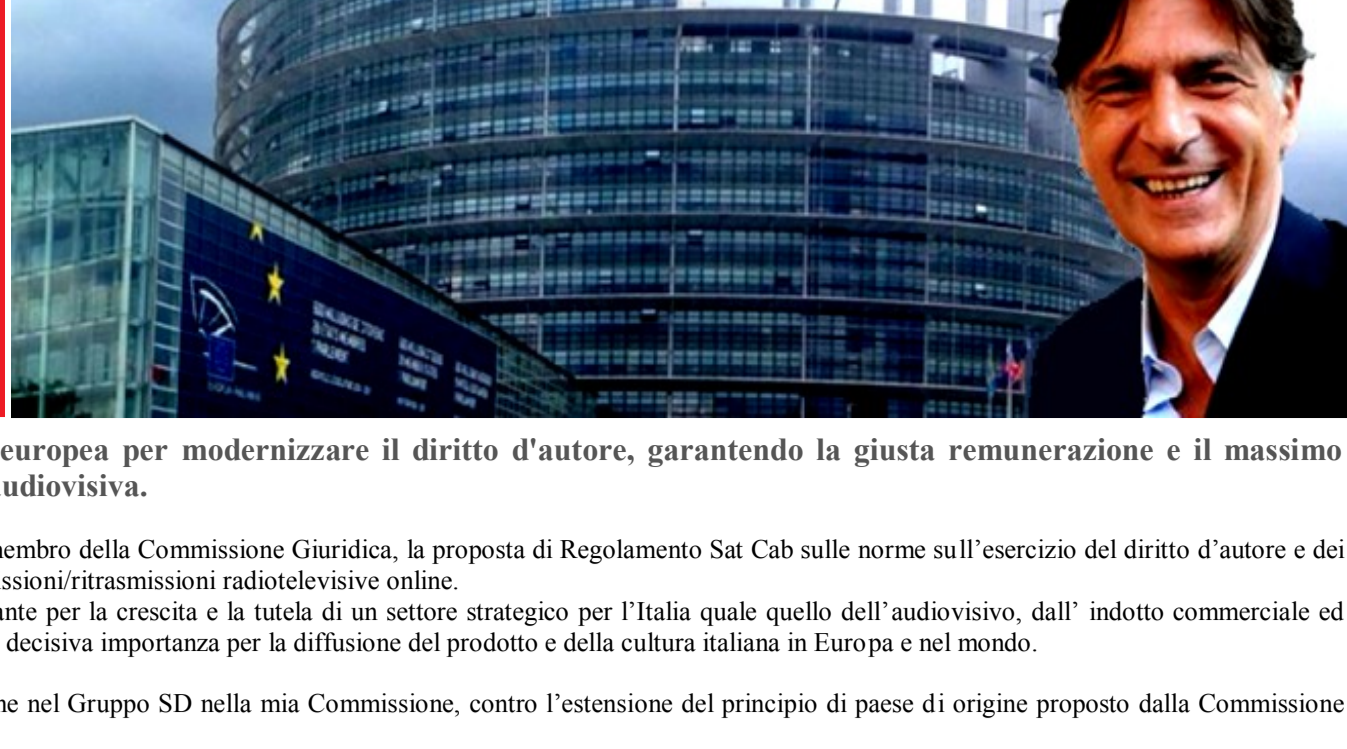 europea per modernizzare il diritto d'autore, garantendo la giusta remunerazione e il massimo
audiovisiva.
membro della Commissione Giuridica, la proposta di Regolamento Sat Cab sulle norme sull’esercizio del diritto d’autore e dei
issioni/ritrasmissioni radiotelevisive online.
ante per la crescita e la tutela di un settore strategico per l’Italia quale quello dell’audiovisivo, dall’ indotto commerciale ed
decisiva importanza per la diffusione del prodotto e della cultura italiana in Europa e nel mondo.
ne nel Gruppo SD nella mia Commissione, contro l’estensione del principio di paese di origine proposto dalla Commissione